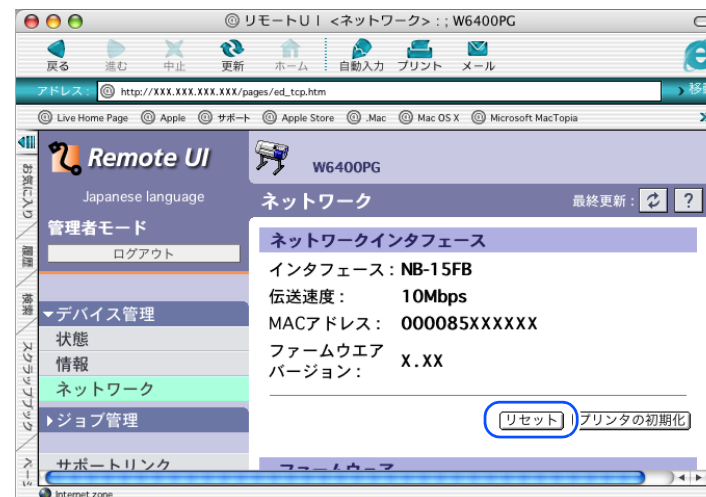 @ リモートUI <ネットワーク> : ; W6400PG
戻る 進む 中止 更新 ホーム 自動入力 プリント メール
アドレス: @ http://XXX.XXX.XXX.XXX/pages/ed_tcp.htm 移動
@ Live Home Page @ Apple @ サポート @ Apple Store @ .Mac @ Mac OS X @ Microsoft MacTopia
お気に入り
履歴
検索
スクラップブック
Remote UI
Japanese language
管理者モード
ログアウト
▼デバイス管理
状態
情報
ネットワーク
▶ジョブ管理
サポートリンク
W6400PG
ネットワーク 最終更新 : ?
ネットワークインタフェース
インタフェース : NB-15FB
伝送速度 : 10Mbps
MACアドレス : 000085XXXXXX
ファームウエア
バージョン : X.XX
リセット プリンタの初期化
ファームウェア
Internet zone